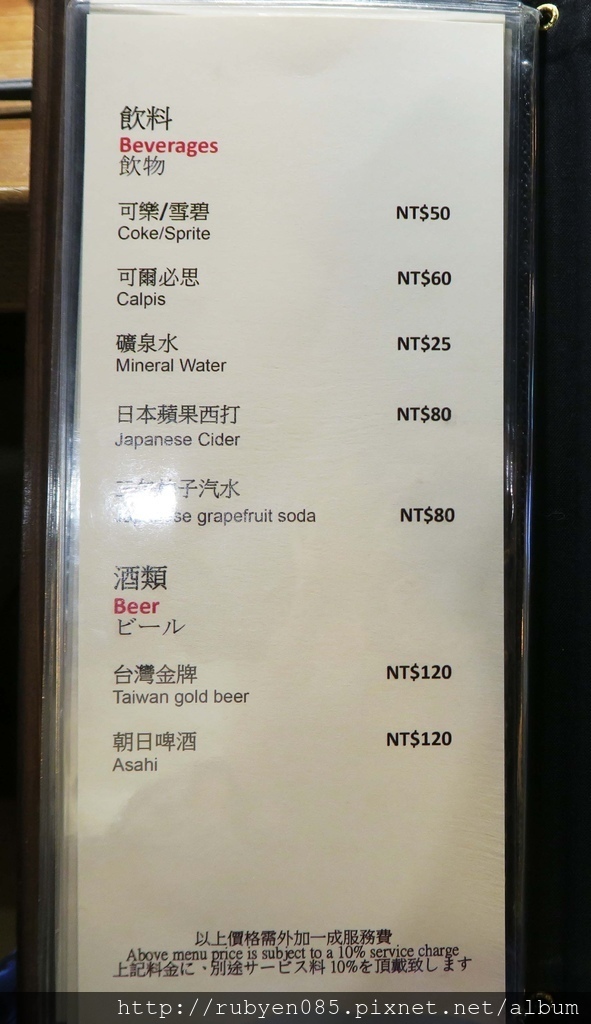 飲料
Beverages
飲物
可樂/雪碧 NT$50
Coke/Sprite
可爾必思 NT$60
Calpis
礦泉水 NT$25
Mineral Water
日本蘋果西打 NT$80
Japanese Cider
子汽水
grapefruit soda NT$80
酒類
Beer
ビール
台灣金牌 NT$120
Taiwan gold beer
朝日啤酒 NT$120
Asahi
以上價格需外加一成服務費
Above menu price is subject to a 10% service charge
上記料金に、別途サービス料 10%を頂戴致します
http://rubyen085.pixnet.net/album